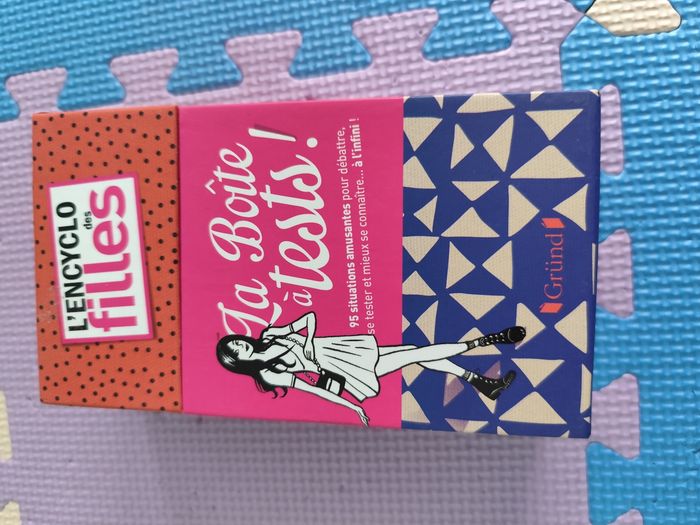 L'ENCYCLO
des
filles
La Boîte
à tests !
95 situations amusantes pour débattre,
se tester et mieux se connaître... à l'infini !
Gründ